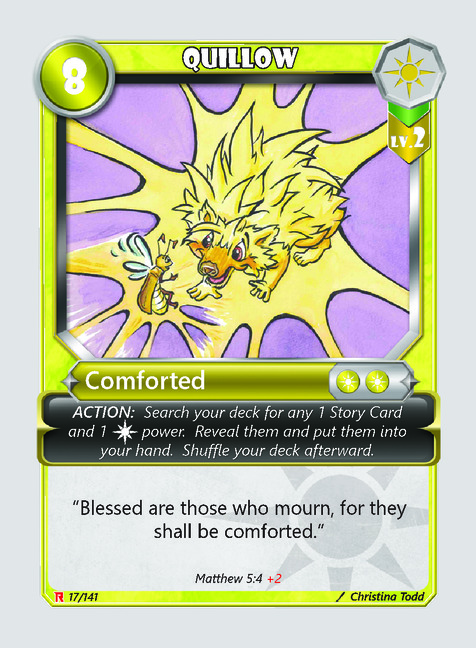 8
QUILLOW
LV.2
Comforted
ACTION: Search your deck for any 1 Story Card
and 1 power. Reveal them and put them into
your hand. Shuffle your deck afterward.
“Blessed are those who mourn, for they
shall be comforted.”
Matthew 5:4 +2
R 17/141
Christina Todd